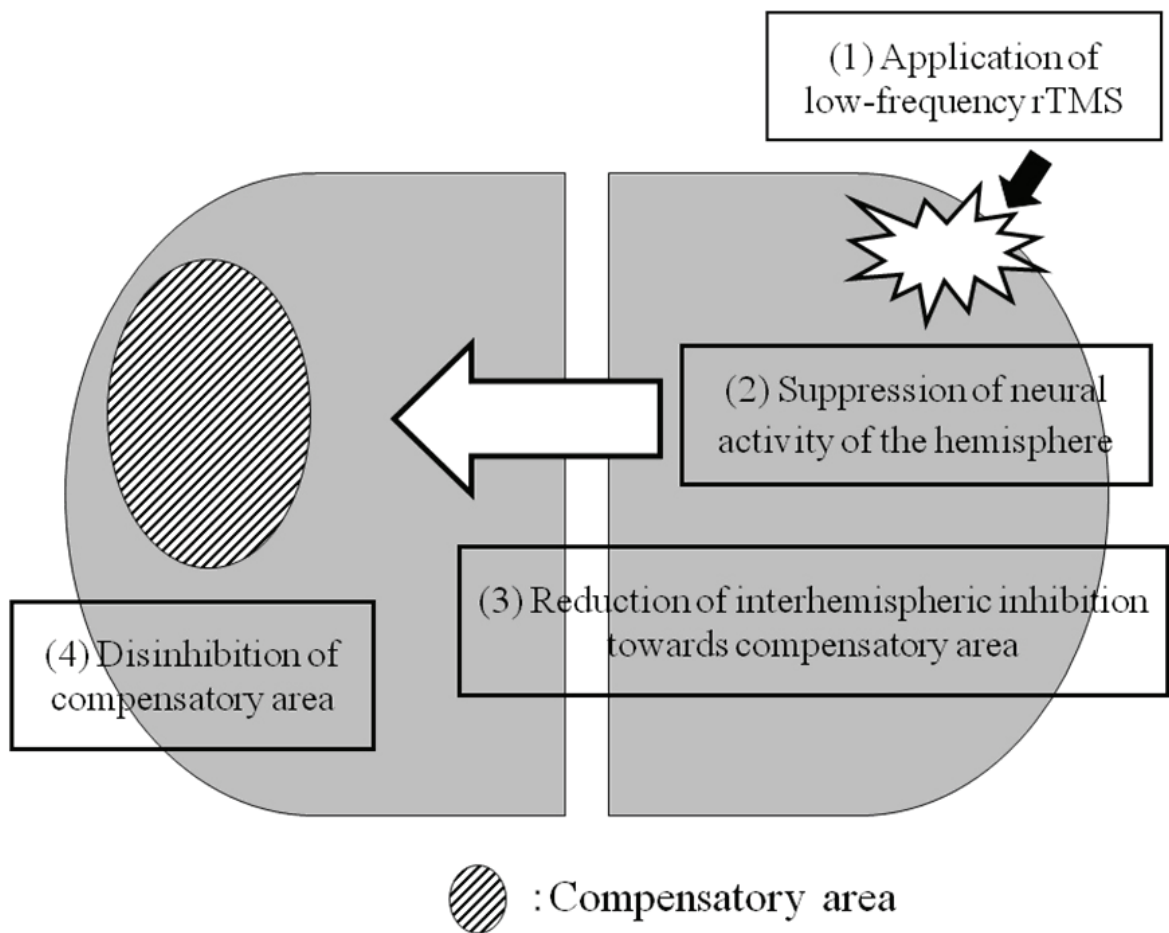 (1) Application of
low-frequency rTMS
(2) Suppression of neural
activity of the hemisphere
(3) Reduction of interhemispheric inhibition
towards compensatory area
(4) Disinhibition of
compensatory area
: Compensatory area